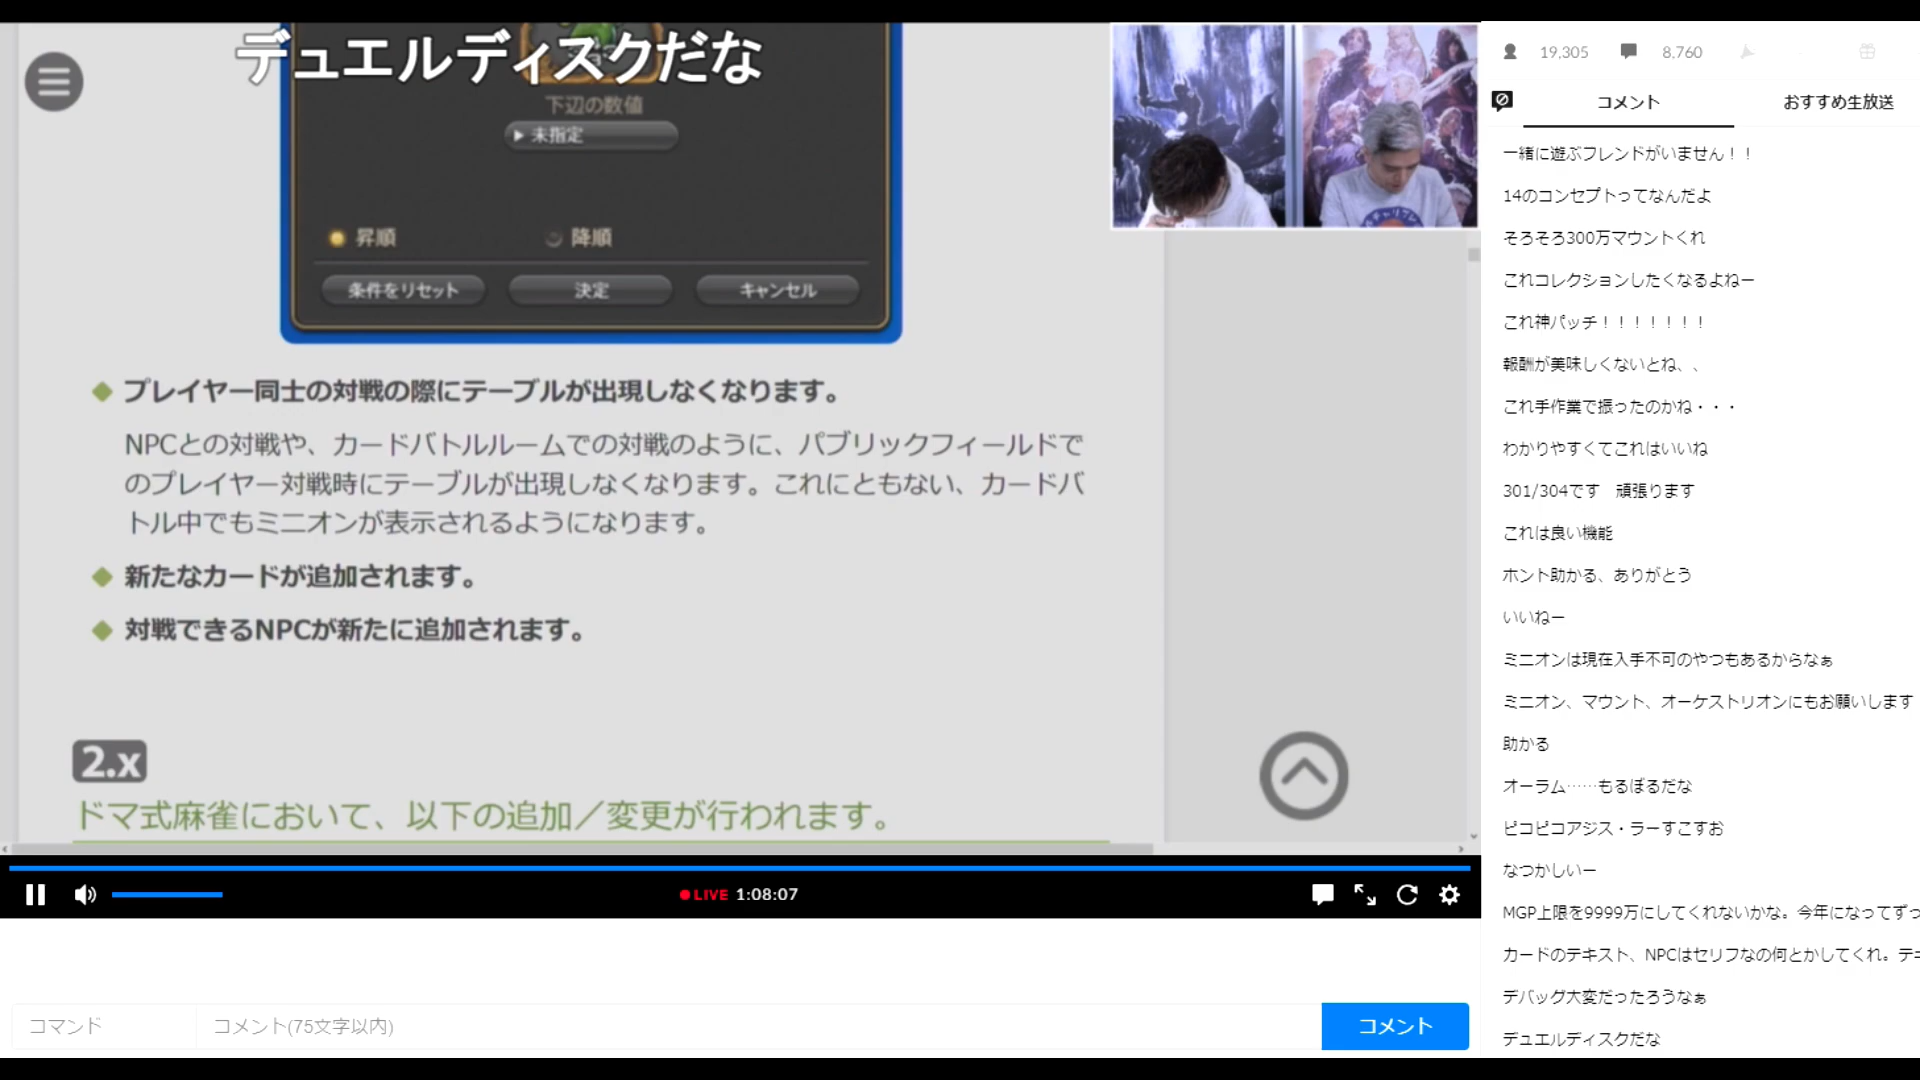 デュエルディスクだな
下辺の数値
未指定
昇順
降順
条件をリセット
決定
キャンセル
プレイヤー同士の対戦の際にテーブルが出現しなくなります。
NPCとの対戦や、カードバトルルームでの対戦のように、パブリックフィールドで
のプレイヤー対戦時にテーブルが出現しなくなります。これにともない、カードバ
トル中でもミニオンが表示されるようになります。
新たなカードが追加されます。
対戦できるNPCが新たに追加されます。
2.x
ドマ式麻雀において、以下の追加／変更が行われます。
LIVE 1:08:07
コマンド
コメント(75文字以内)
コメント
19,305
8,760
コメント
おすすめ生放送
一緒に遊ぶフレンドがいません！！
14のコンセプトってなんだよ
そろそろ300万マウントくれ
これコレクションしたくなるよねー
これ神パッチ！！！！！！！
報酬が美味しくないとね、、
これ手作業で振ったのかね・・・
わかりやすくてこれはいいね
301/304です　頑張ります
これは良い機能
ホント助かる、ありがとう
いいねー
ミニオンは現在入手不可のやつもあるからなぁ
ミニオン、マウント、オーケストリオンにもお願いします
助かる
オーラム……もるぼるだな
ピコピコアジス・ラーすこすお
なつかしいー
MGP上限を9999万にしてくれないかな。今年になってずっ
カードのテキスト、NPCはセリフなの何とかしてくれ。テキ
デバッグ大変だったろうなぁ
デュエルディスクだな